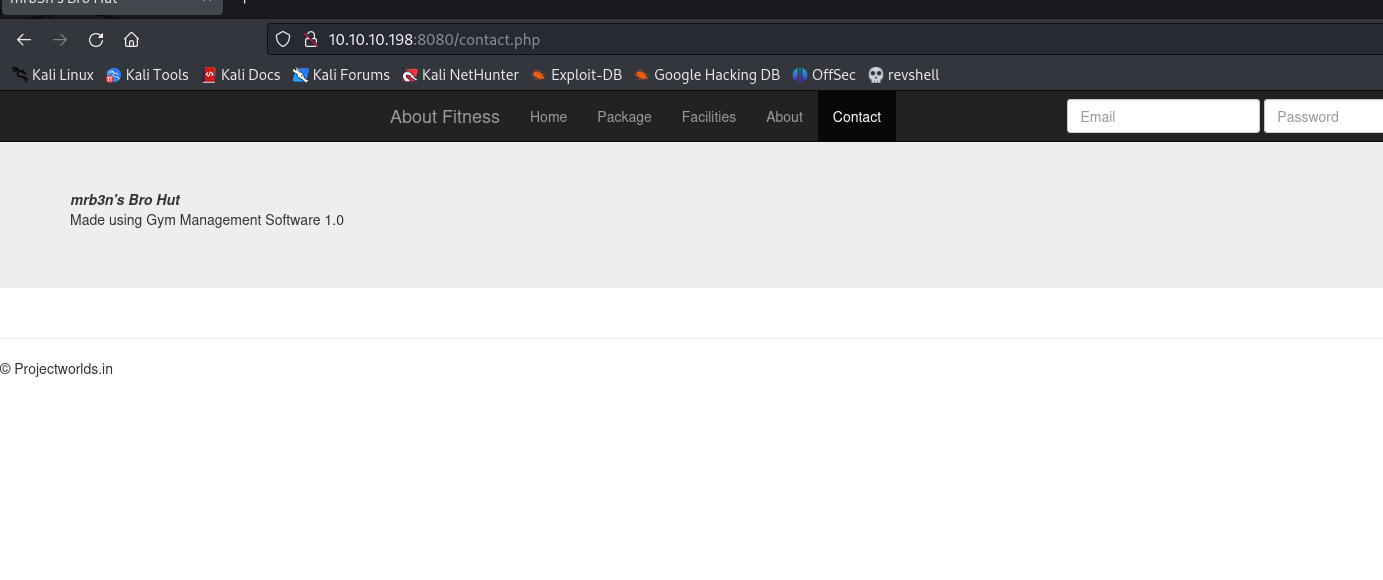 mrb3n's Bro Hut
10.10.10.198:8080/contact.php
Kali Linux Kali Tools Kali Docs Kali Forums Kali NetHunter Exploit-DB Google Hacking DB OffSec revshell
About Fitness Home Package Facilities About Contact Email Password
mrb3n's Bro Hut
Made using Gym Management Software 1.0
© Projectworlds.in